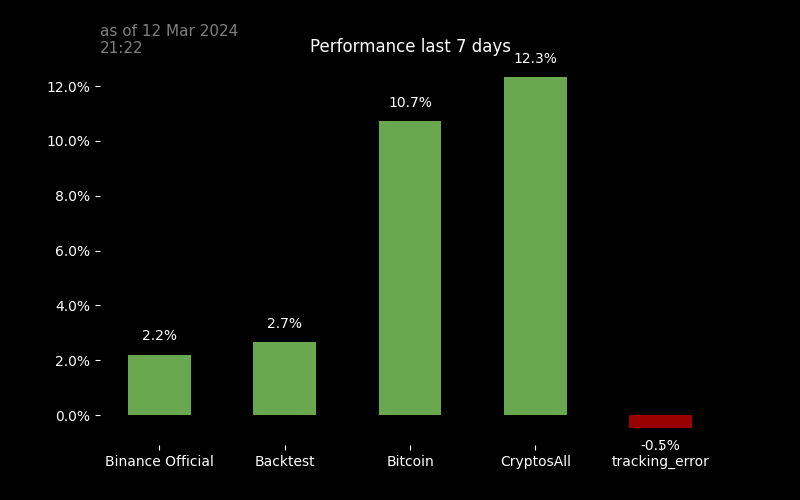 as of 12 Mar 2024
21:22
Performance last 7 days
12.3%
12.0%
10.7%
10.0%
8.0%
6.0%
4.0%
2.2%
2.7%
2.0%
0.0%
-0.5%
Binance Official
Backtest
Bitcoin
CryptosAll
tracking_error